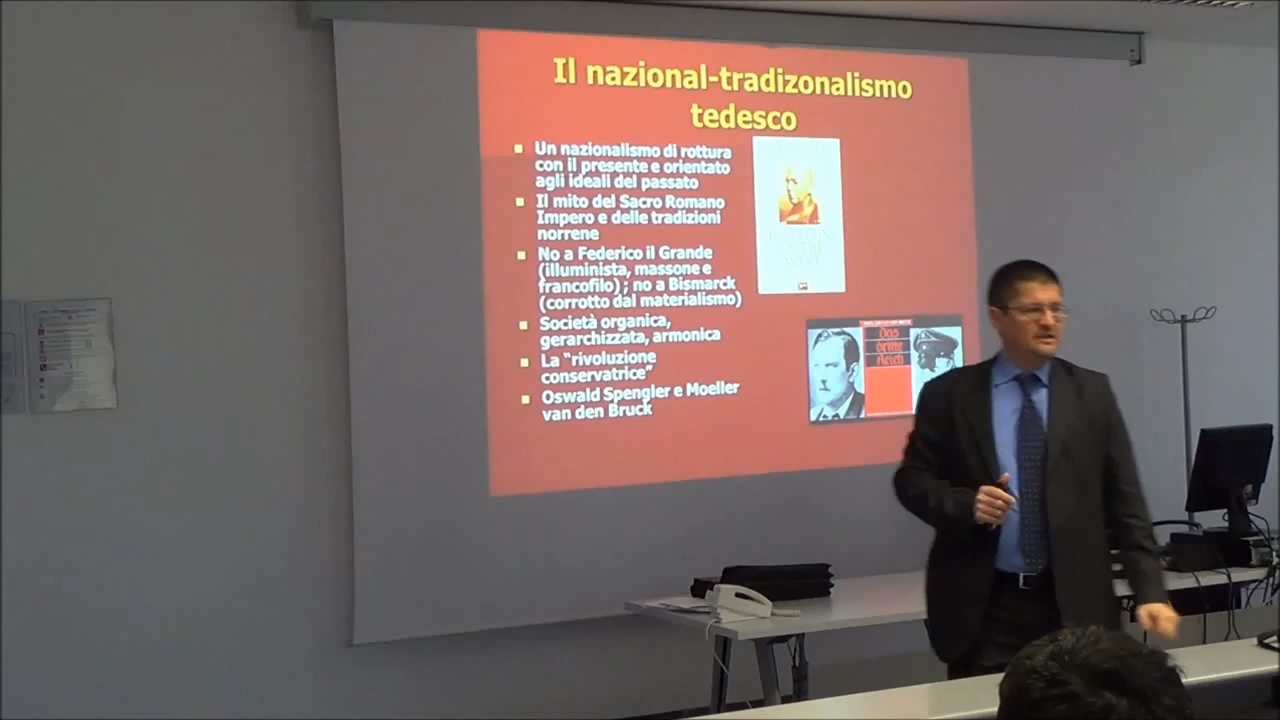 Il nazional-tradizonalismo
tedesco
Un nazionalismo di rottura
con il presente e orientato
agli ideali del passato
Il mito del Sacro Romano
Impero e delle tradizioni
norrene
No a Federico il Grande
(illuminista, massone e
francofilo) ; no a Bismarck
(corrotto dal materialismo)
Società organica,
gerarchizzata, armonica
La “rivoluzione
conservatrice”
Oswald Spengler e Moeller
van den Bruck
Das
dritte
Reich